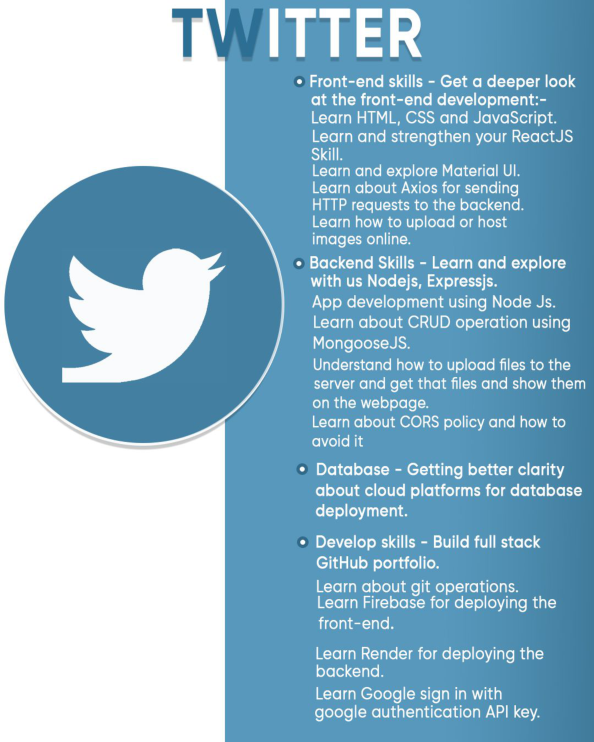 TWITTER
Front-end skills - Get a deeper look
at the front-end development:-
Learn HTML, CSS and JavaScript.
Learn and strengthen your ReactJS
Skill.
Learn and explore Material UI.
Learn about Axios for sending
HTTP requests to the backend.
Learn how to upload or host
images online.
Backend Skills - Learn and explore
with us Nodejs, Expressjs.
App development using Node Js.
Learn about CRUD operation using
MongooseJS.
Understand how to upload files to the
server and get that files and show them
on the webpage.
Learn about CORS policy and how to
avoid it
Database - Getting better clarity
about cloud platforms for database
deployment.
Develop skills - Build full stack
GitHub portfolio.
Learn about git operations.
Learn Firebase for deploying the
front-end.
Learn Render for deploying the
backend.
Learn Google sign in with
google authentication API key.